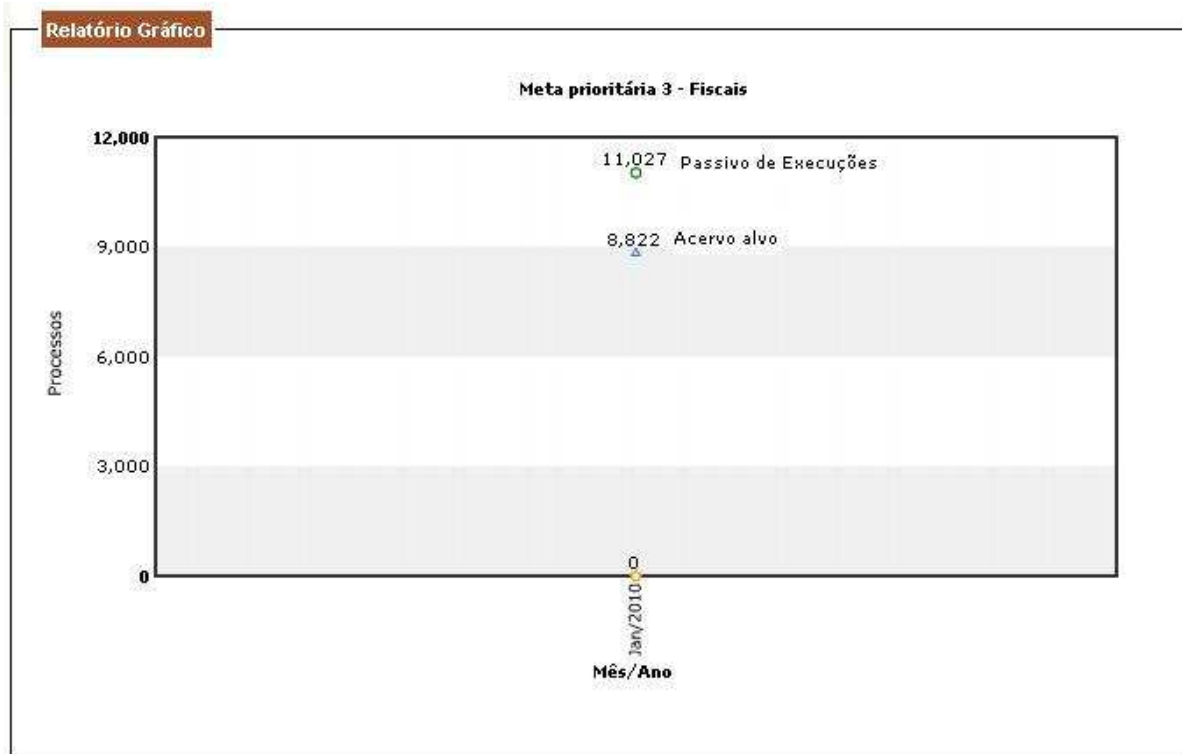 Relatório Gráfico
Meta prioritária 3 - Fiscais
12,000
11,027 Passivo de Execuções
9,000
8,822 Acervo alvo
Processos
6,000
3,000
0
0
Jan/2010
Mês/Ano